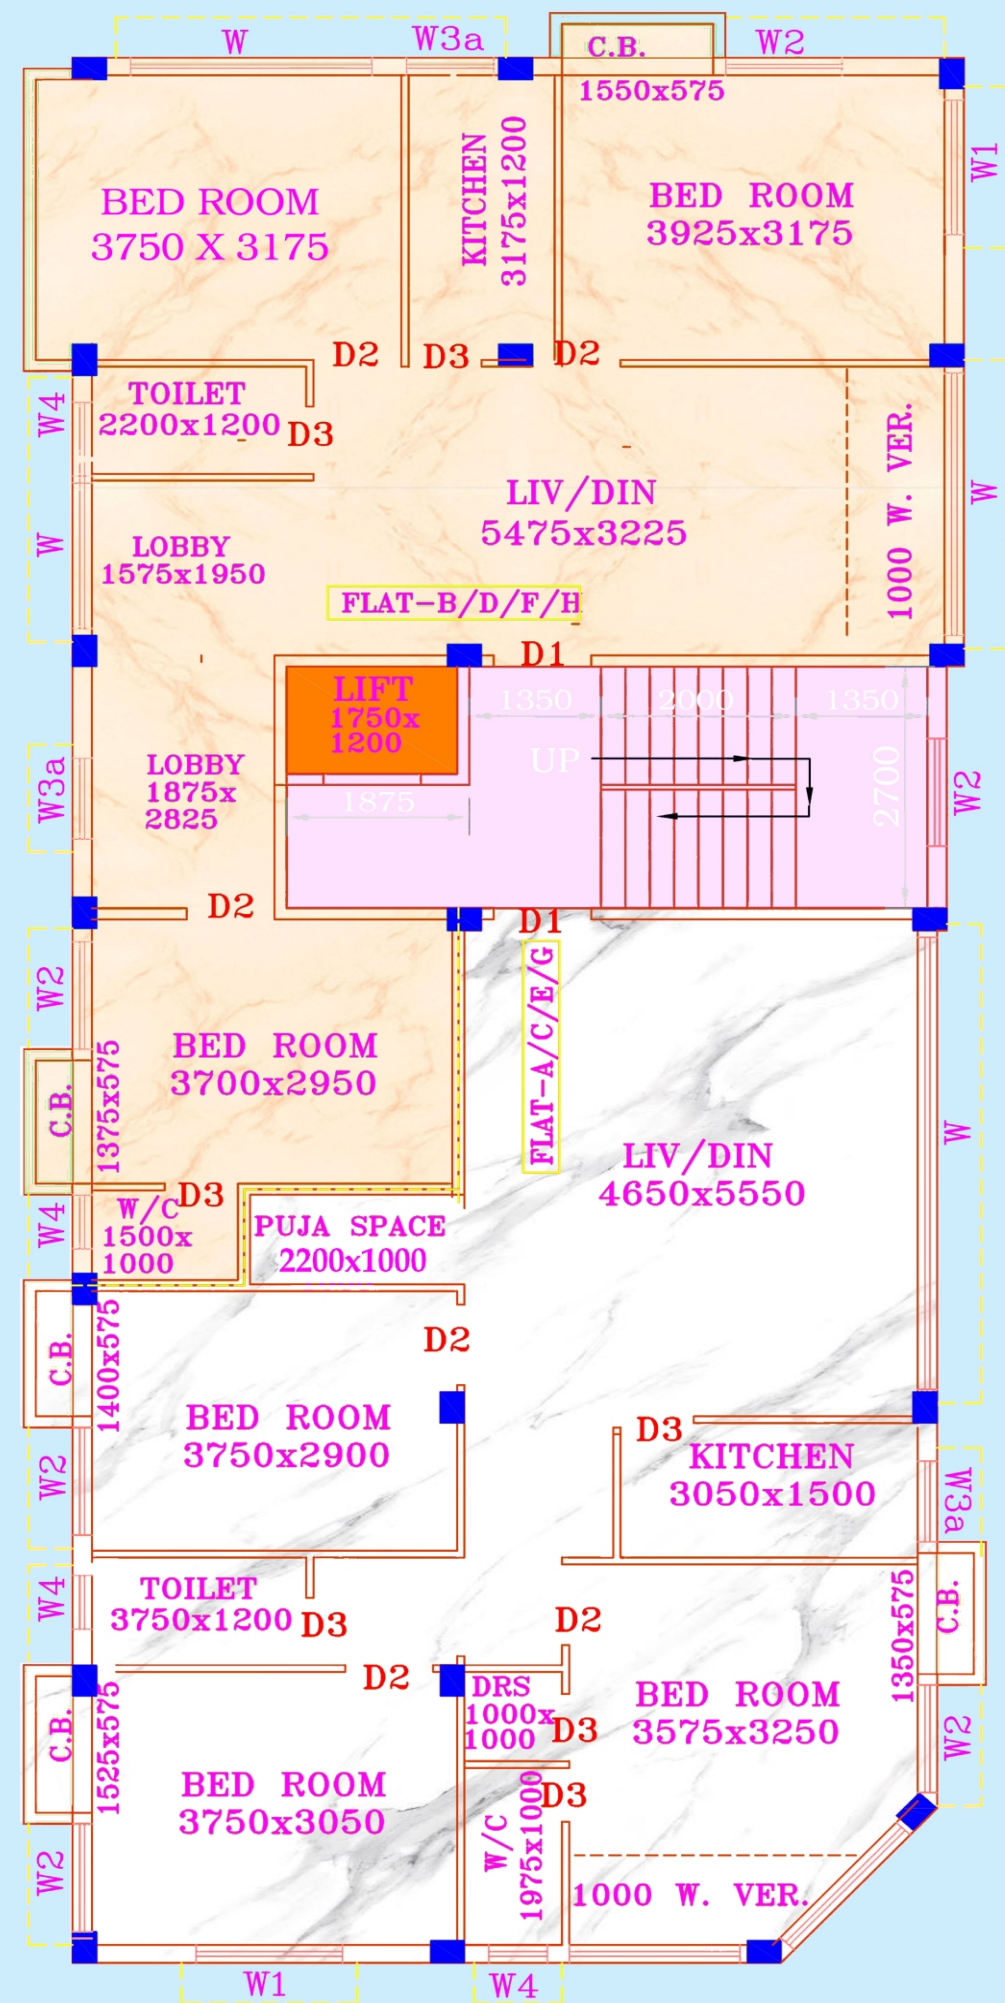 W
W3a
C.B.
1550x575
W2
BED ROOM
3750 X 3175
KITCHEN
3175x1200
BED ROOM
3925x3175
W1
D2
D3
D2
W4
TOILET
2200x1200
D3
W
LOBBY
1575x1950
LIV/DIN
5475x3225
1000 W. VER.
W
FLAT-B/D/F/H
D1
LIFT
1750x
1200
1350
2000
1350
UP
2700
1875
W3a
LOBBY
1875x
2825
W2
D2
D1
W2
FLAT-A/C/E/G
BED ROOM
3700x2950
C.B.
1375x575
LIV/DIN
4650x5550
W
W4
D3
W/C
1500x
1000
PUJA SPACE
2200x1000
C.B.
1400x575
D2
BED ROOM
3750x2900
W2
D3
KITCHEN
3050x1500
W3a
W4
TOILET
3750x1200
D3
D2
1350x575
C.B.
D2
DRS
1000x
1000
D3
BED ROOM
3575x3250
2W
C.B.
1525x575
BED ROOM
3750x3050
D3
W/C
1975x1000
W2
1000 W. VER.
W1
W4